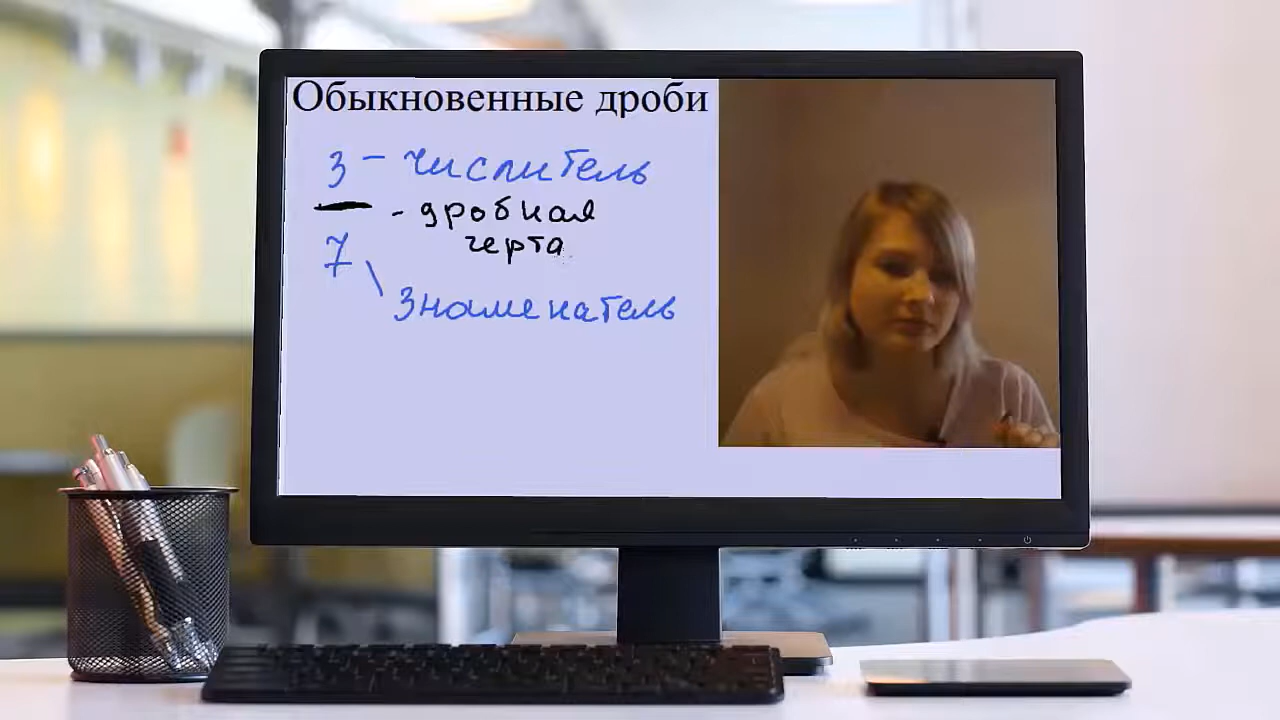 Обыкновенные дроби
3 - числитель
- дробная
черта
7
знаменатель